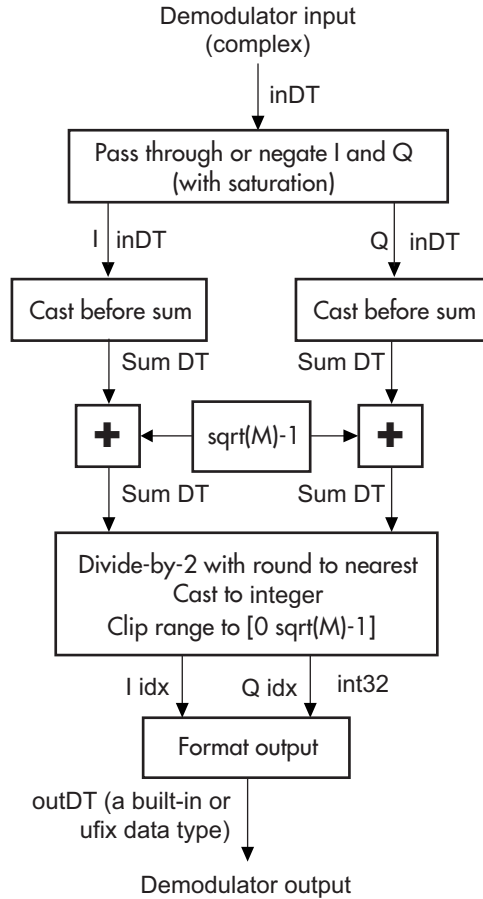 Demodulator input
(complex)
inDT
Pass through or negate I and Q
(with saturation)
I inDT
Q inDT
Cast before sum
Cast before sum
Sum DT
Sum DT
+
sqrt(M)-1
+
Sum DT
Sum DT
Divide-by-2 with round to nearest
Cast to integer
Clip range to [0 sqrt(M)-1]
I idx
Q idx
int32
Format output
outDT (a built-in or
ufix data type)
Demodulator output